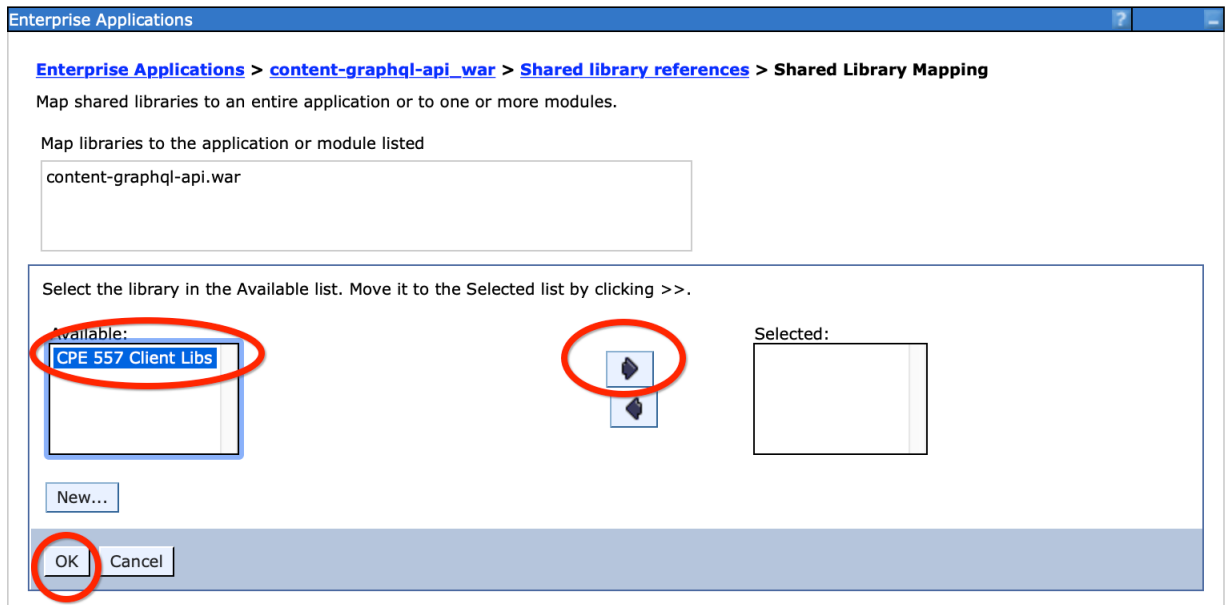 Enterprise Applications ? –
Enterprise Applications > content-graphql-api_war > Shared library references > Shared Library Mapping
Map shared libraries to an entire application or to one or more modules.
Map libraries to the application or module listed
content-graphql-api.war
Select the library in the Available list. Move it to the Selected list by clicking >>.
Available:
CPE 557 Client Libs
Selected:
New...
OK Cancel